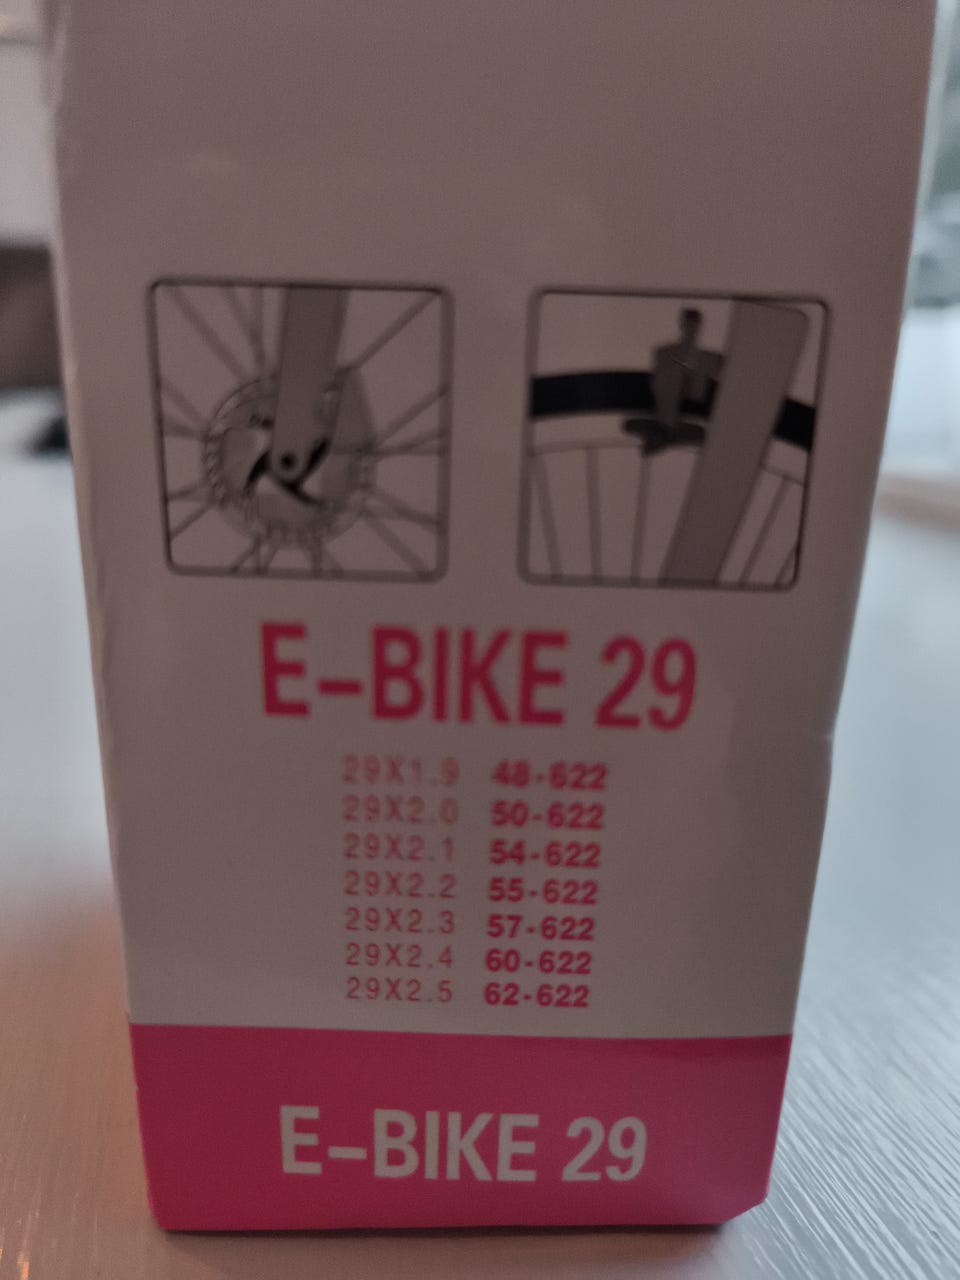 E-BIKE 29
29X1.9 48-622
29X2.0 50-622
29X2.1 54-622
29X2.2 55-622
29X2.3 57-622
29X2.4 60-622
29X2.5 62-622
E-BIKE 29